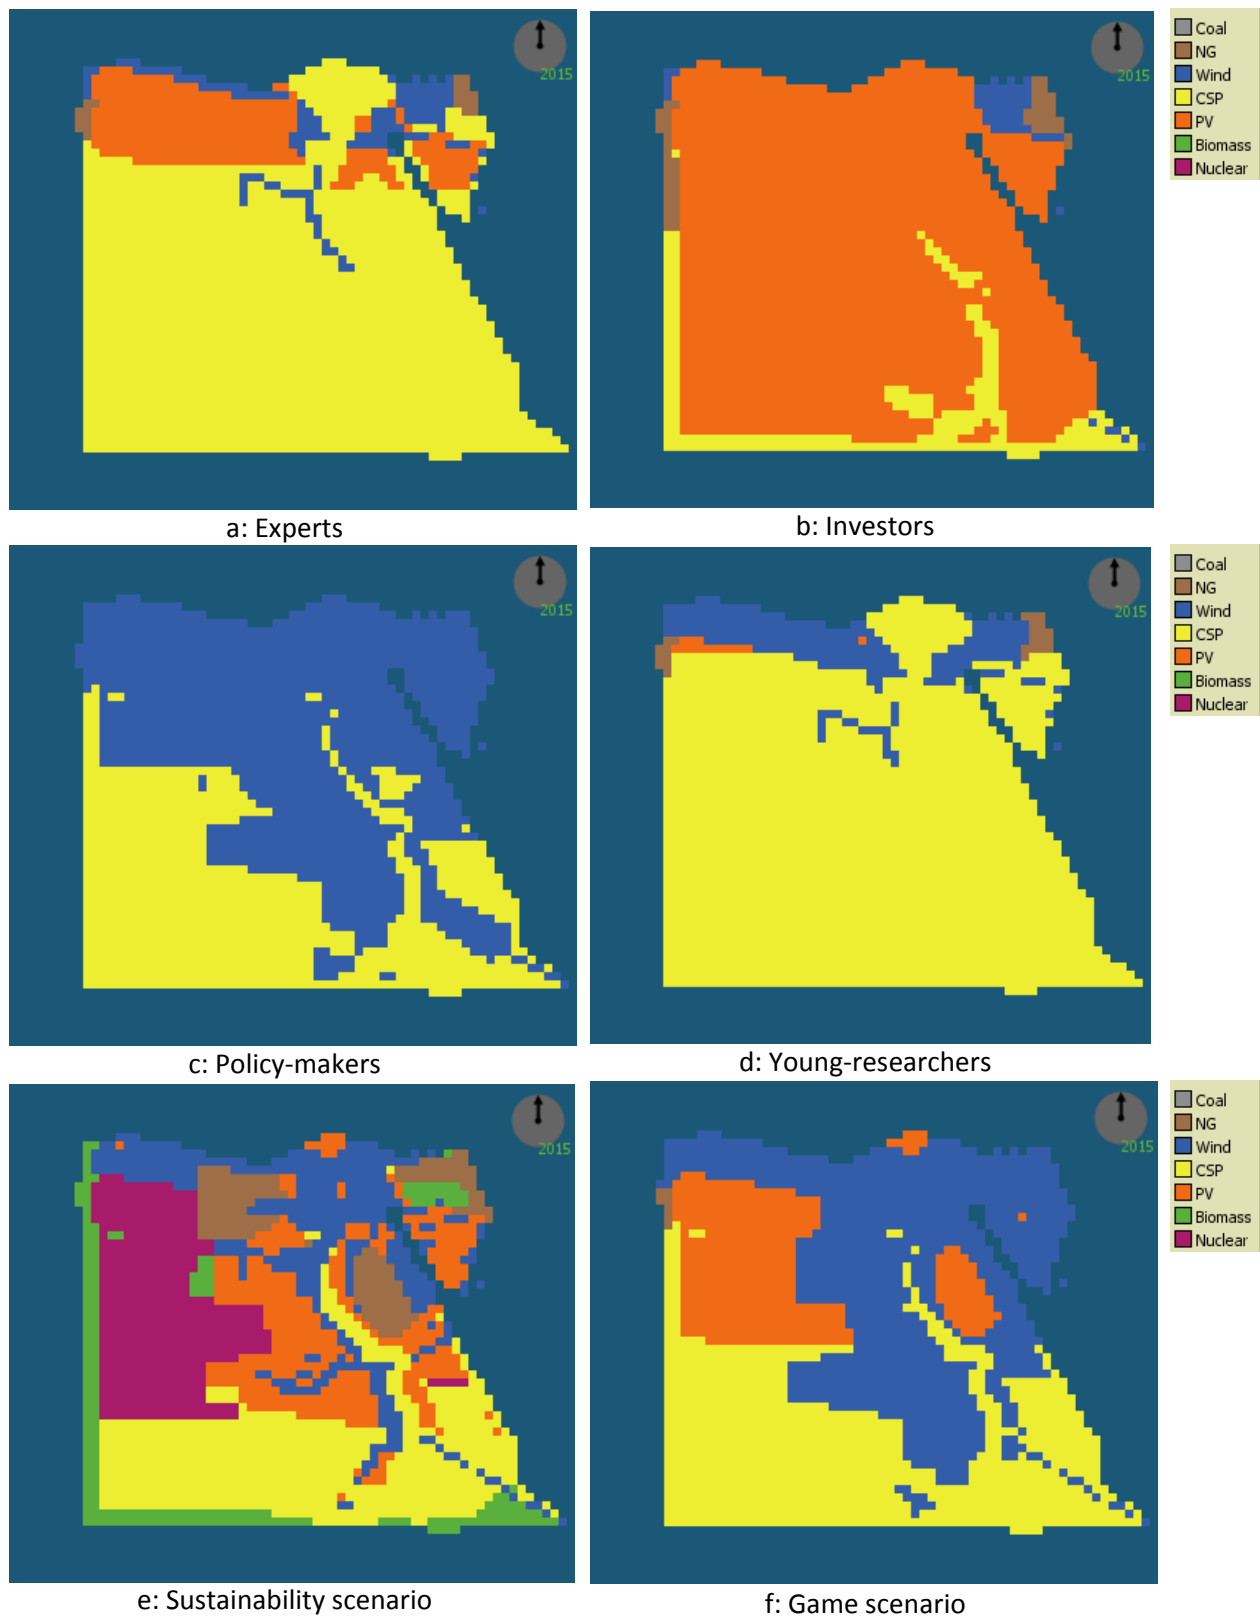 2015
2015
Coal
NG
Wind
CSP
PV
Biomass
Nuclear
a: Experts
b: Investors
2015
2015
Coal
NG
Wind
CSP
PV
Biomass
Nuclear
c: Policy-makers
d: Young-researchers
2015
2015
Coal
NG
Wind
CSP
PV
Biomass
Nuclear
e: Sustainability scenario
f: Game scenario